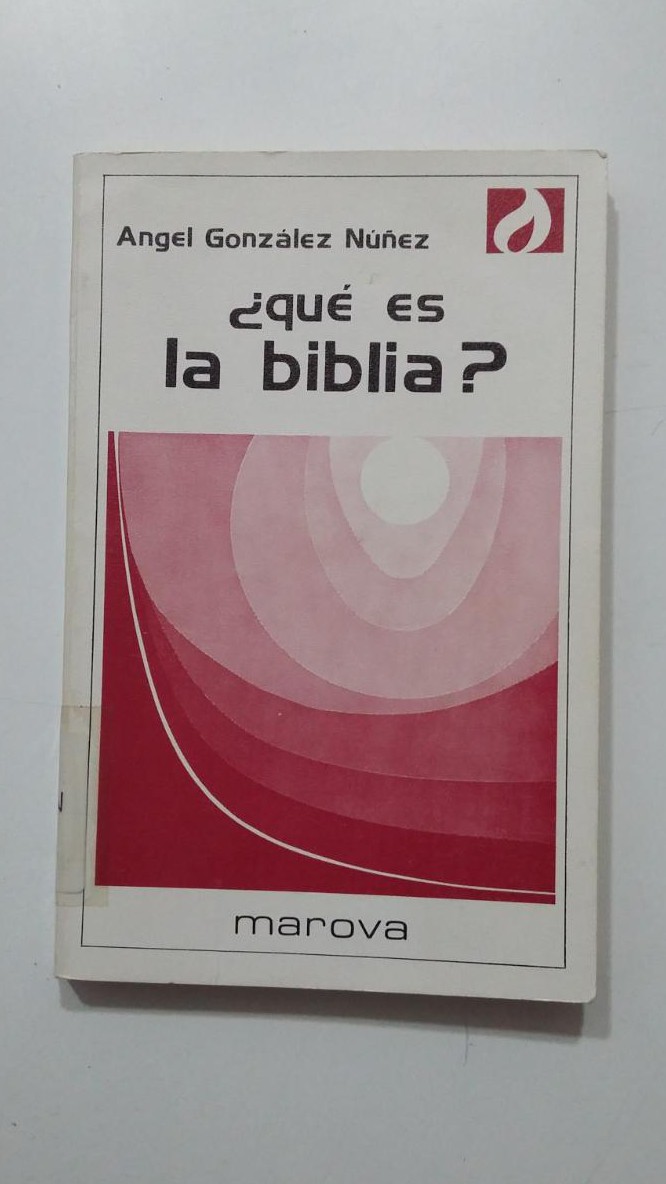 Angel González Núñez
¿qué es
la biblia?
marova